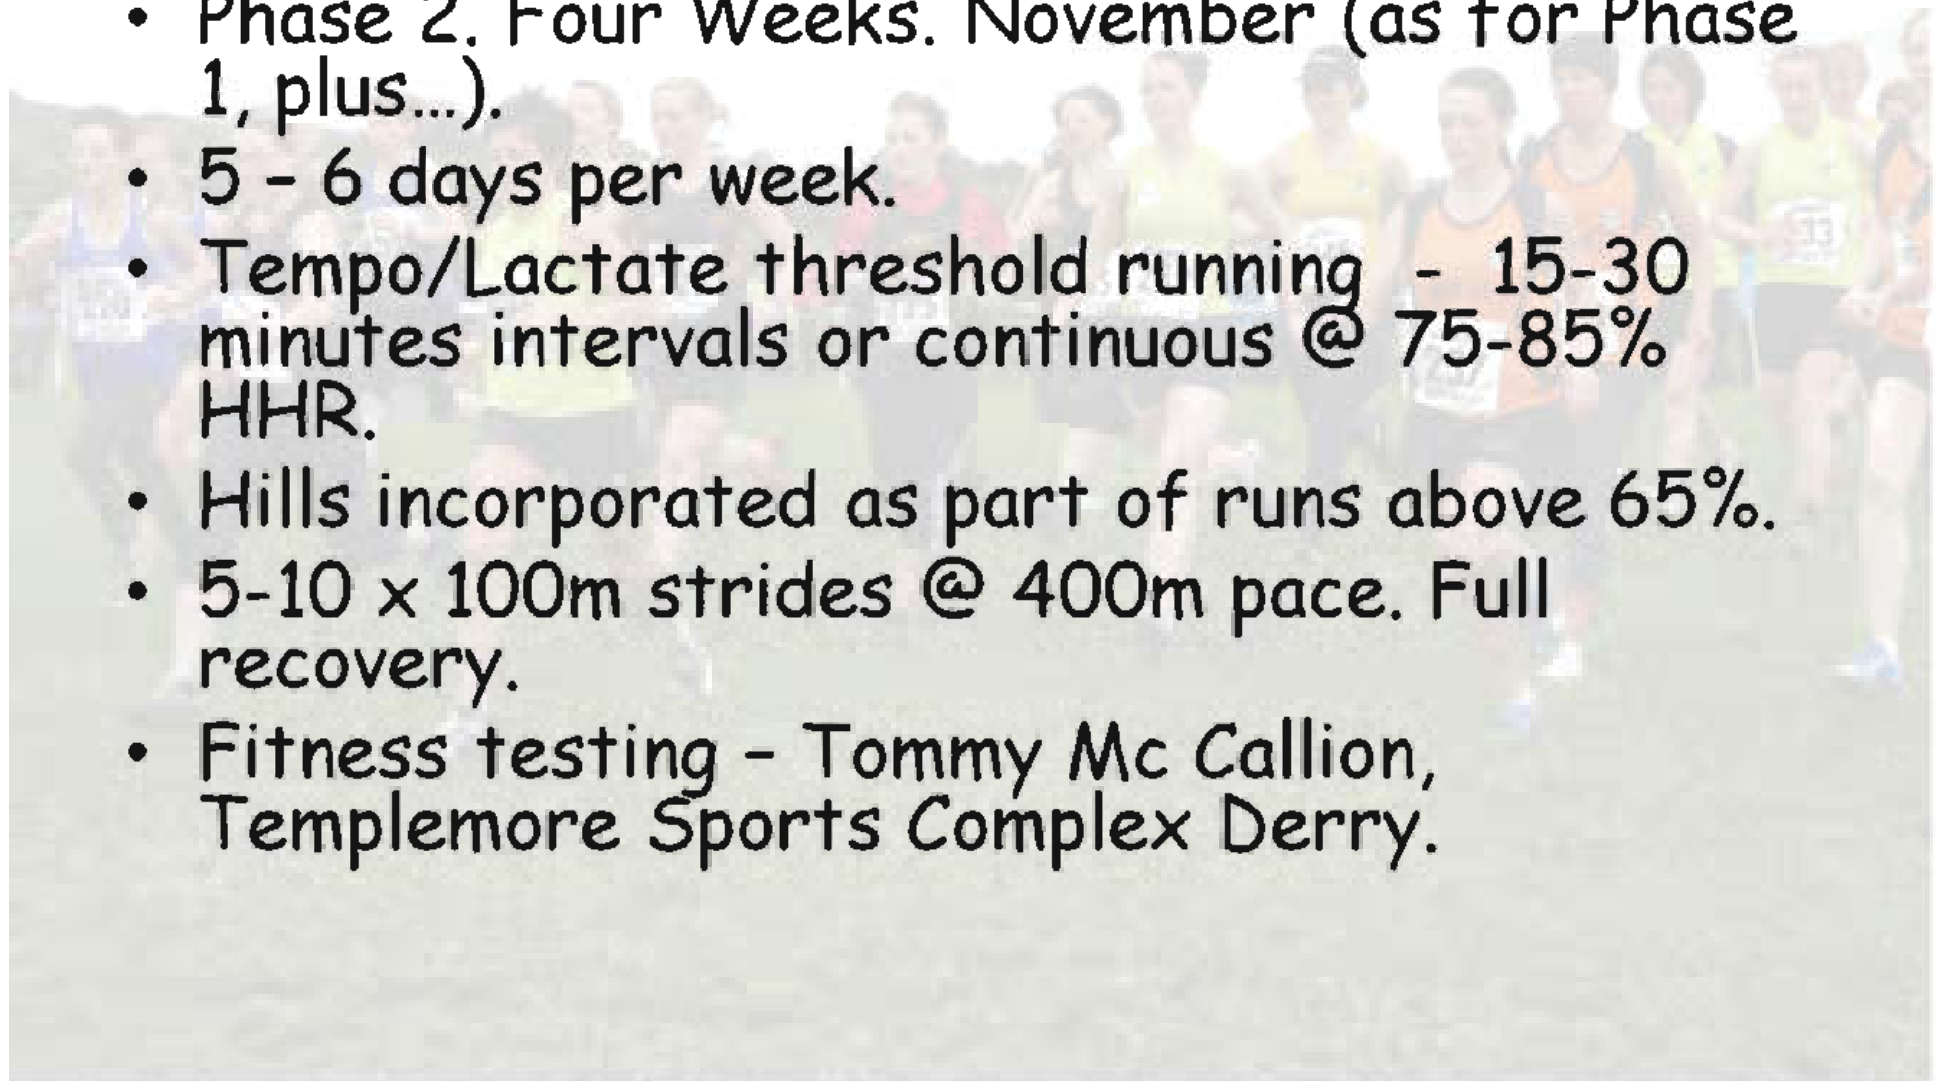 • Phase 2. Four Weeks. November (as for Phase
1, plus...).
• 5 – 6 days per week.
• Tempo/Lactate threshold running - 15-30
minutes intervals or continuous @ 75-85%
HHR.
• Hills incorporated as part of runs above 65%.
• 5-10 x 100m strides @ 400m pace. Full
recovery.
• Fitness testing – Tommy Mc Callion,
Templemore Sports Complex Derry.